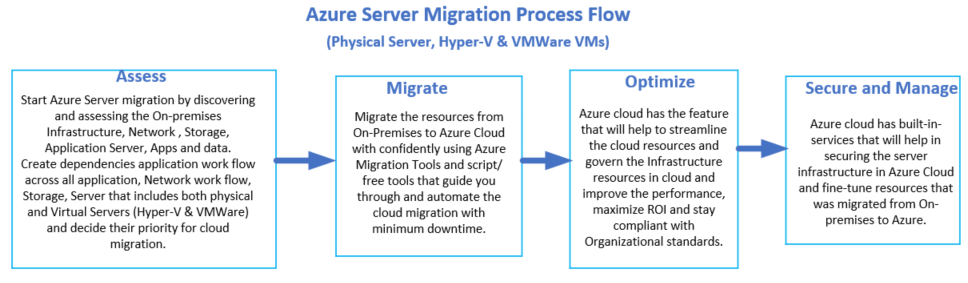 Azure Server Migration Process Flow
(Physical Server, Hyper-V & VMWare VMs)
Assess
Start Azure Server migration by discovering
and assessing the On-premises
Infrastructure, Network , Storage,
Application Server, Apps and data.
Create dependencies application work flow
across all application, Network work flow,
Storage, Server that includes both physical
and Virtual Servers (Hyper-V & VMWare)
and decide their priority for cloud
migration.
Migrate
Migrate the resources from
On-Premises to Azure Cloud
with confidently using Azure
Migration Tools and script/
free tools that guide you
through and automate the
cloud migration with
minimum downtime.
Optimize
Azure cloud has the feature
that will help to streamline
the cloud resources and
govern the Infrastructure
resources in cloud and
improve the performance,
maximize ROI and stay
compliant with
Organizational standards.
Secure and Manage
Azure cloud has built-in-
services that will help in
securing the server
infrastructure in Azure Cloud
and fine-tune resources that
was migrated from On-
premises to Azure.